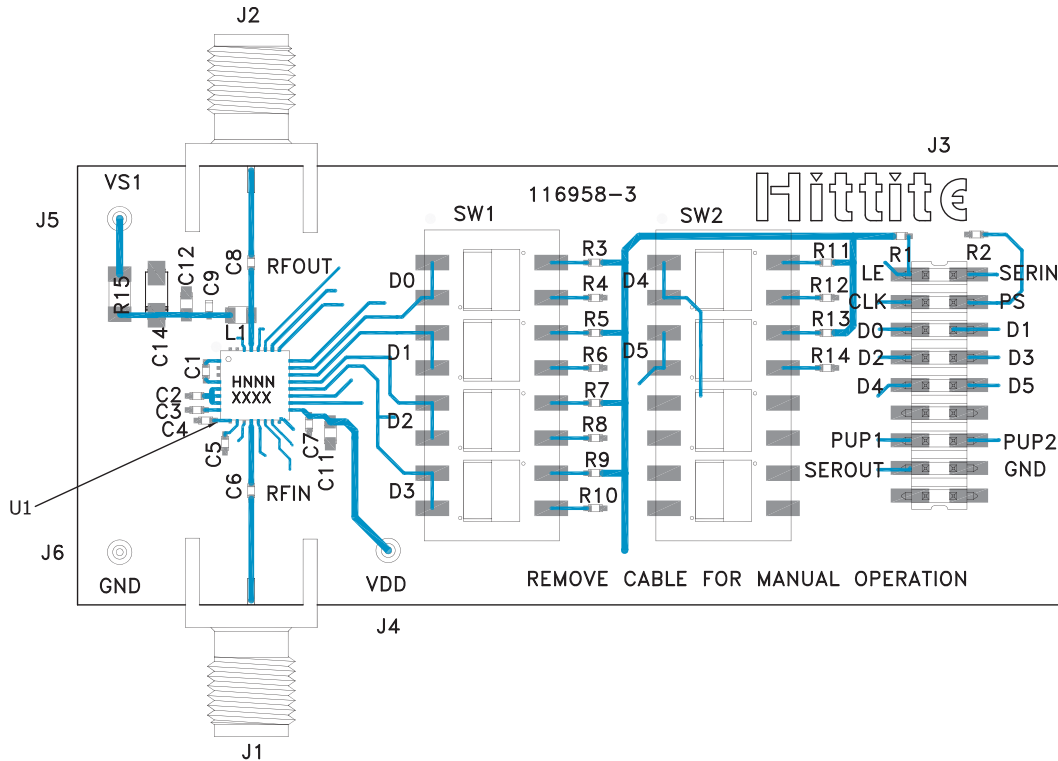 J2
J3
VS1
J5
116958-3
Hittite
SW1
SW2
C12
C9
C8
RFOUT
D0
R3
D4
R11
R1
R2
R15
LE
SERIN
R4
R12
CLK
PS
C14
L1
R5
R13
D0
D1
C1
D1
R6
D5
R14
D2
D3
HNNN
XXXX
D4
D5
C2
C3
C4
R7
D2
R8
PUP1
PUP2
C5
C7
C11
C6
RFIN
D3
R9
SEROUT
GND
R10
U1
J6
GND
VDD
REMOVE CABLE FOR MANUAL OPERATION
J4
J1